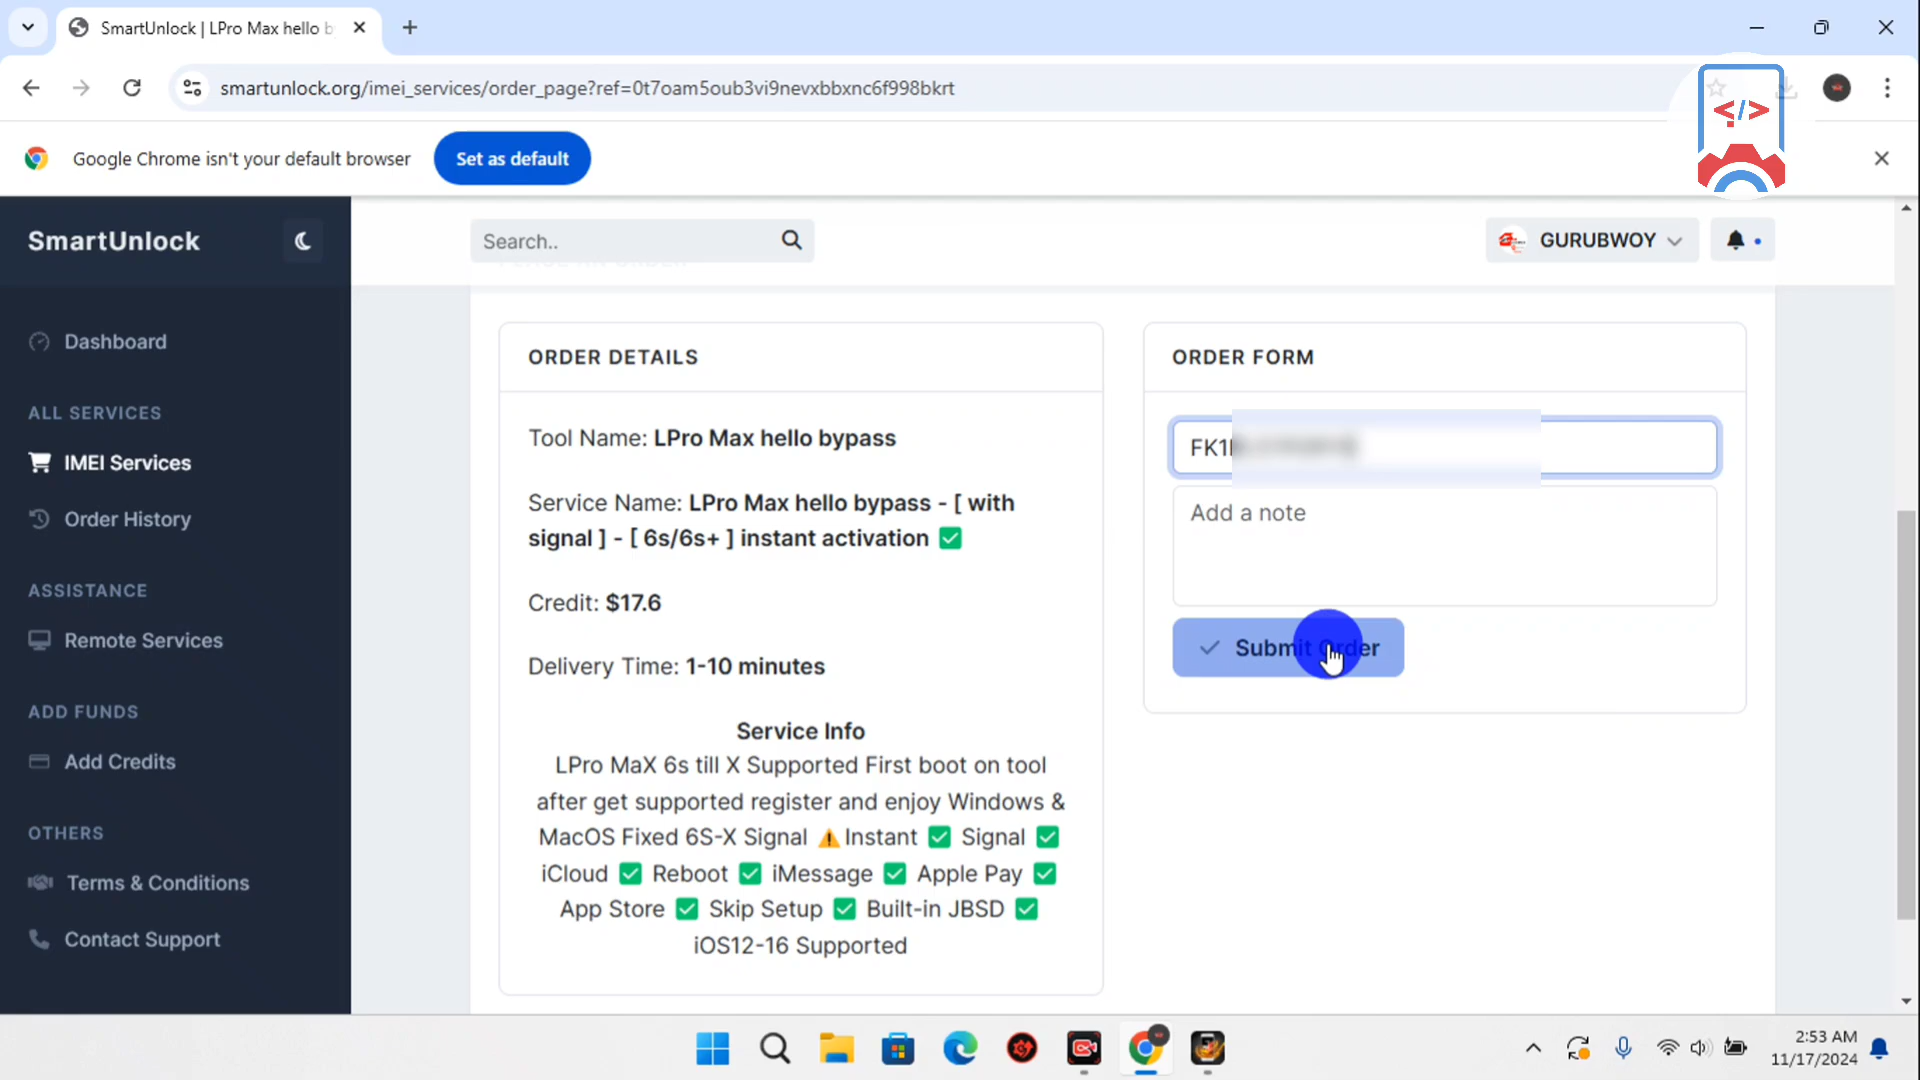 SmartUnlock | LPro Max hello b
smartunlock.org/imei_services/order_page?ref=0t7oam5oub3vi9nevxbbxnc6f998bkrt
Google Chrome isn't your default browser
Set as default
</>
SmartUnlock
Search..
GURUBWOY
Dashboard
ALL SERVICES
IMEI Services
Order History
ASSISTANCE
Remote Services
ADD FUNDS
Add Credits
OTHERS
Terms & Conditions
Contact Support
ORDER DETAILS
Tool Name: LPro Max hello bypass
Service Name: LPro Max hello bypass - [ with
signal ] - [ 6s/6s+ ] instant activation ✅
Credit: $17.6
Delivery Time: 1-10 minutes
Service Info
LPro MaX 6s till X Supported First boot on tool
after get supported register and enjoy Windows &
MacOS Fixed 6S-X Signal ⚠️Instant ✅ Signal ✅
iCloud ✅ Reboot ✅ iMessage ✅ Apple Pay ✅
App Store ✅ Skip Setup ✅ Built-in JBSD ✅
iOS12-16 Supported
ORDER FORM
FK1
Add a note
Submit Order
2:53 AM
11/17/2024